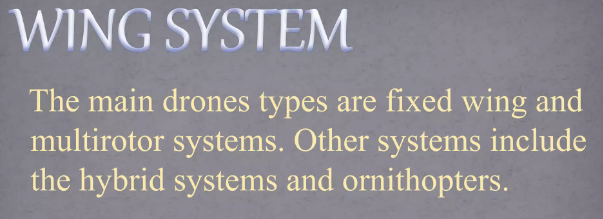 WING SYSTEM
The main drones types are fixed wing and
multirotor systems. Other systems include
the hybrid systems and ornithopters.